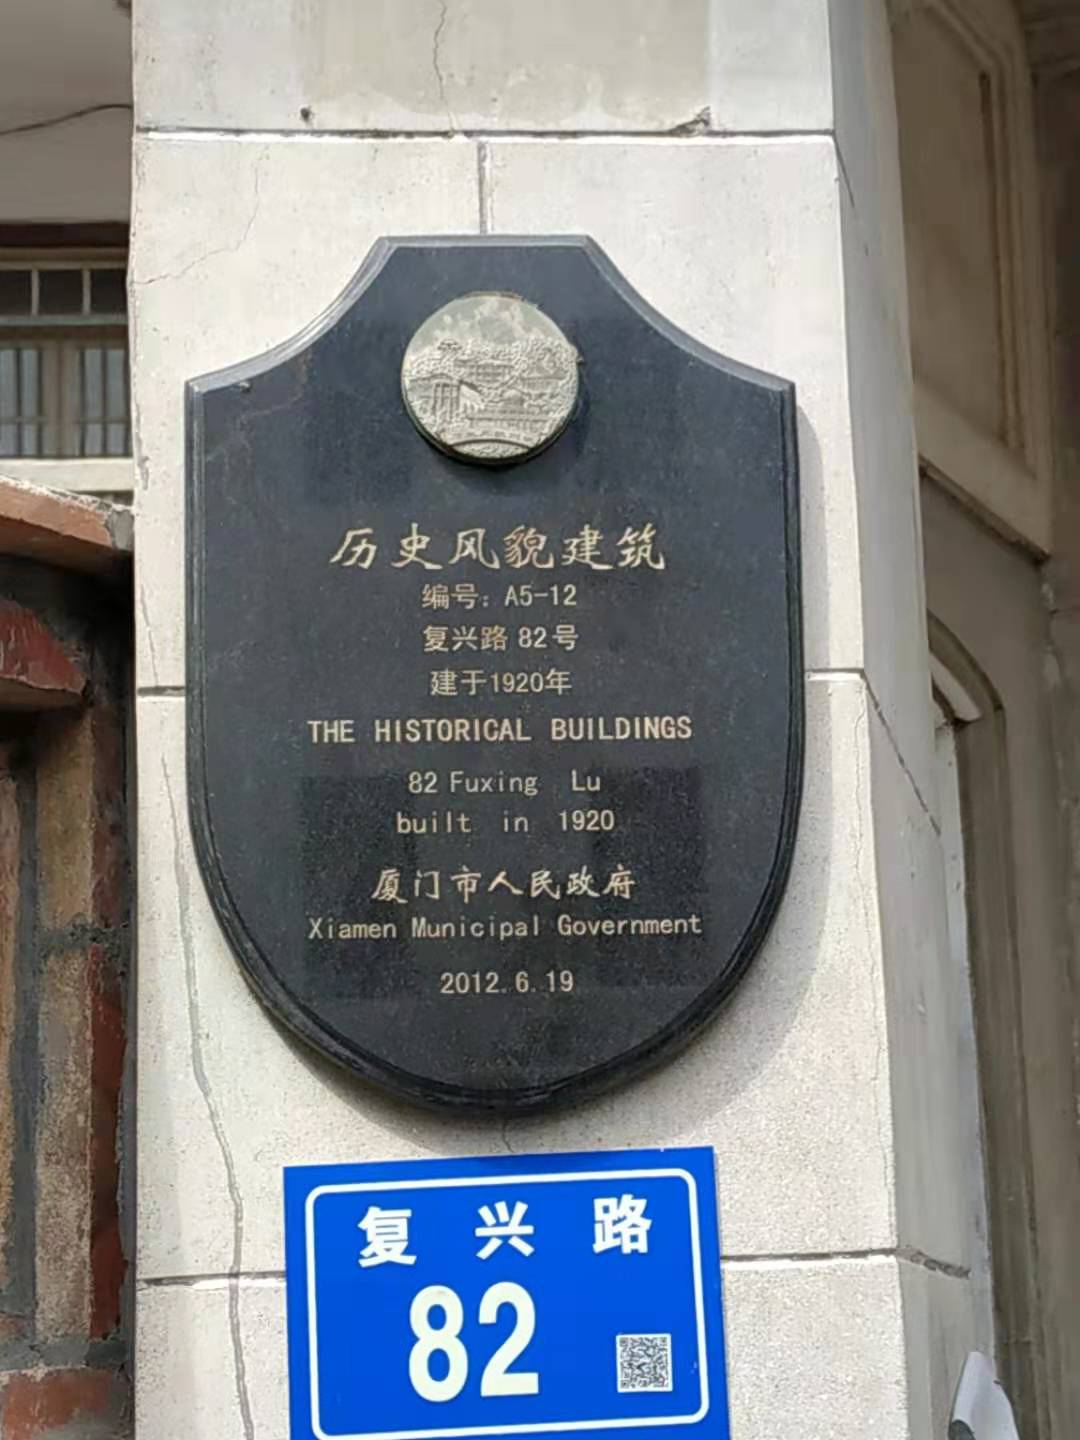 历史风貌建筑
编号：A5-12
复兴路82号
建于1920年
THE HISTORICAL BUILDINGS
82 Fuxing Lu
built in 1920
厦门市人民政府
Xiamen Municipal Government
2012.6.19
复兴路
82